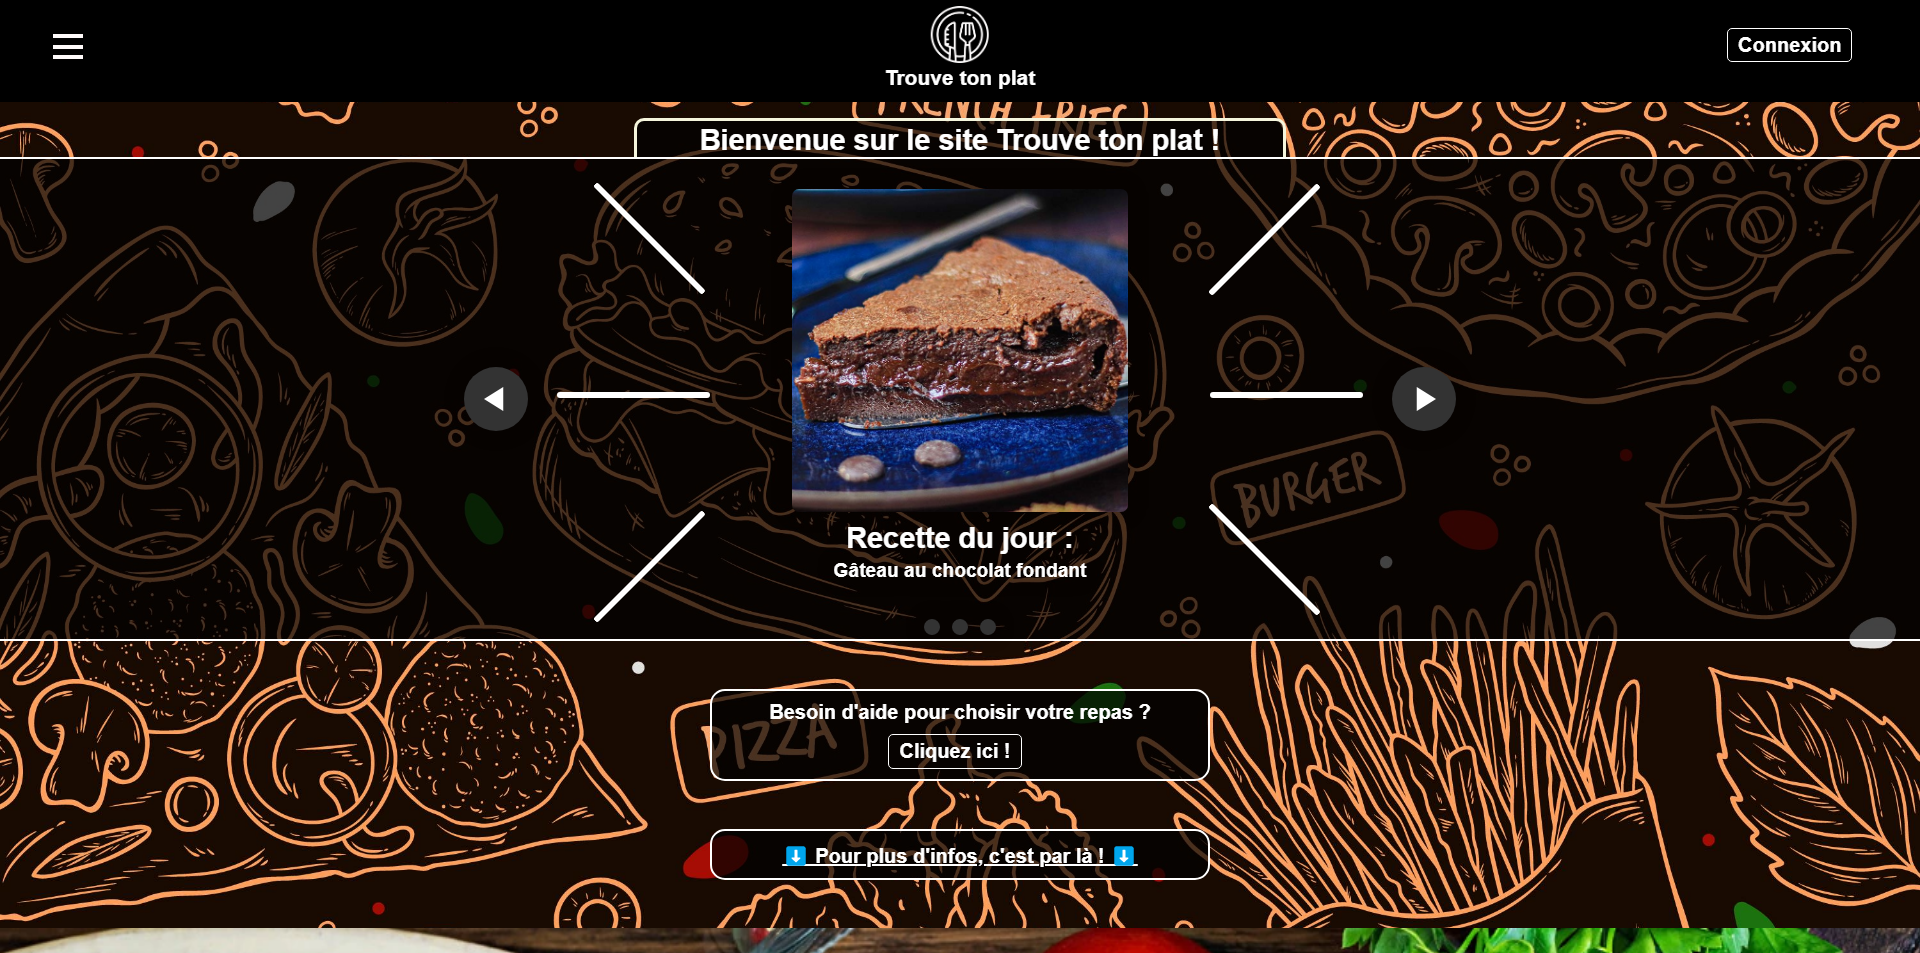 Trouve ton plat
Connexion
FRENCH FRIES
Bienvenue sur le site Trouve ton plat !
BURGER
Recette du jour :
Gâteau au chocolat fondant
PIZZA
Besoin d'aide pour choisir votre repas ?
Cliquez ici !
⬇️ Pour plus d'infos, c'est par là ! ⬇️